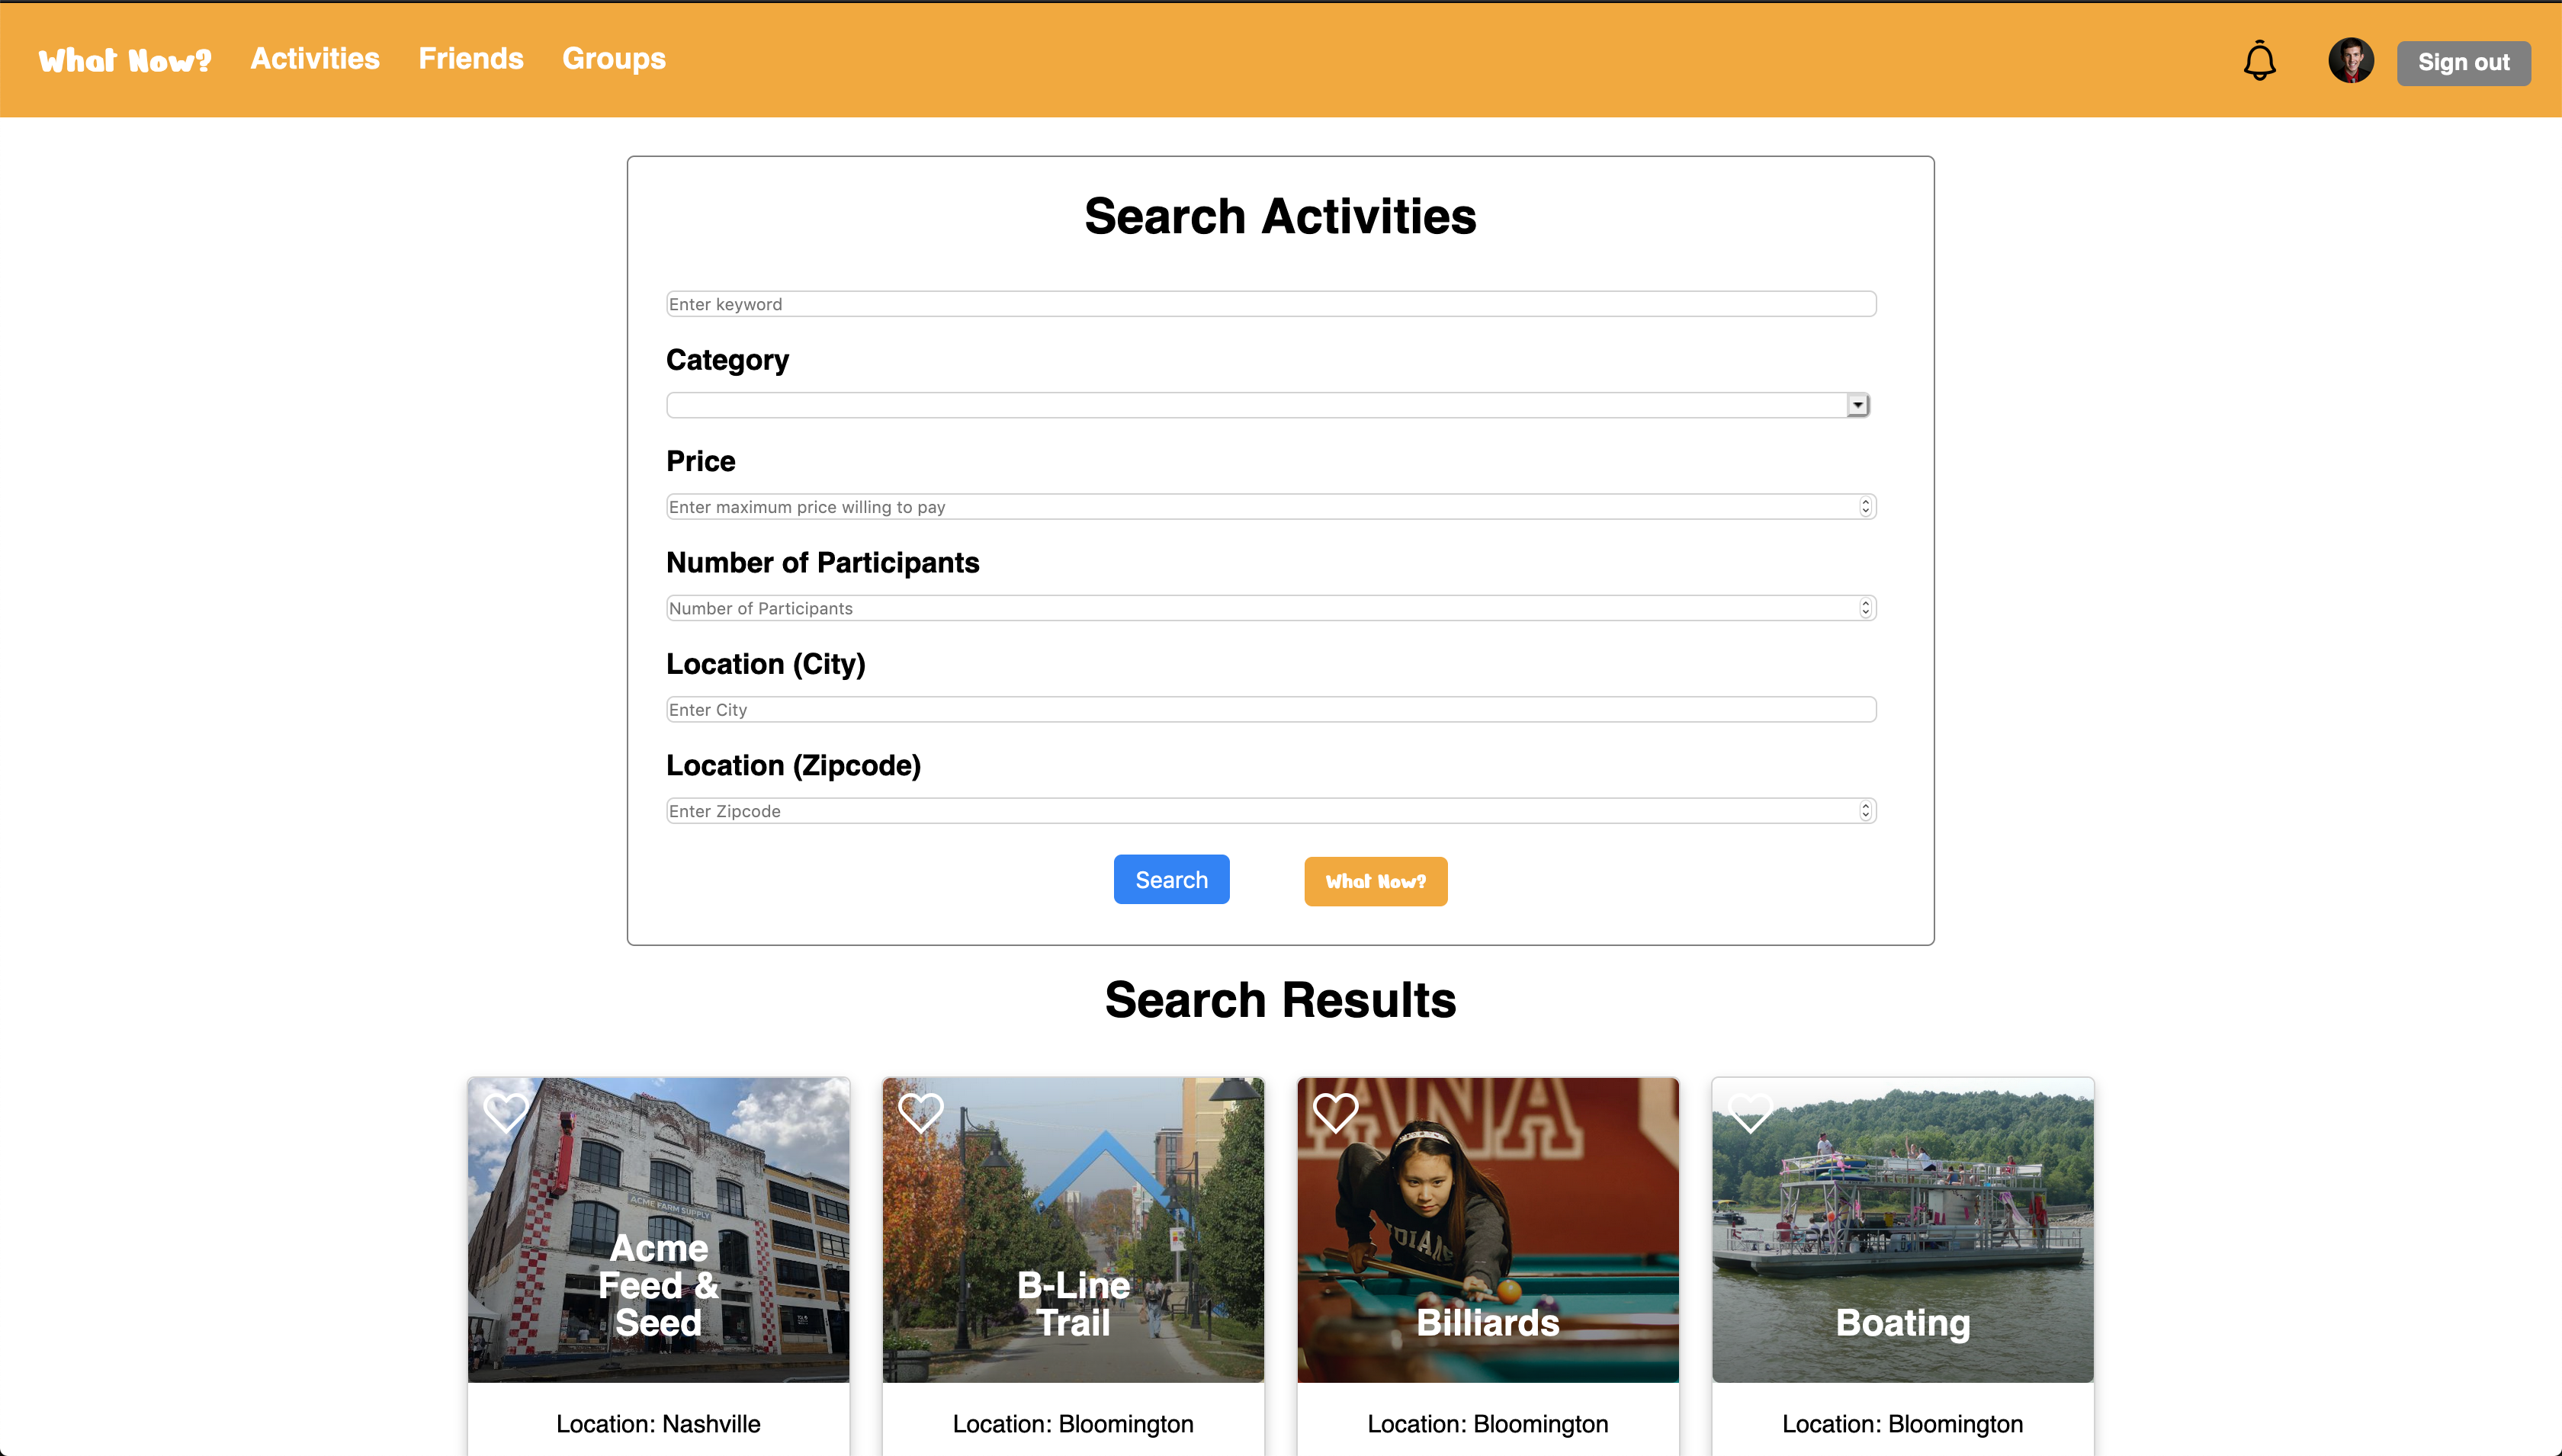 What Now? Activities Friends Groups Sign out
Search Activities
Enter keyword
Category
Price
Enter maximum price willing to pay
Number of Participants
Number of Participants
Location (City)
Enter City
Location (Zipcode)
Enter Zipcode
Search What Now?
Search Results
ACME FARM SUPPLY
Acme
Feed &
Seed
Location: Nashville
B-Line
Trail
Location: Bloomington
IANA
INDIANA
Billiards
Location: Bloomington
Boating
Location: Bloomington